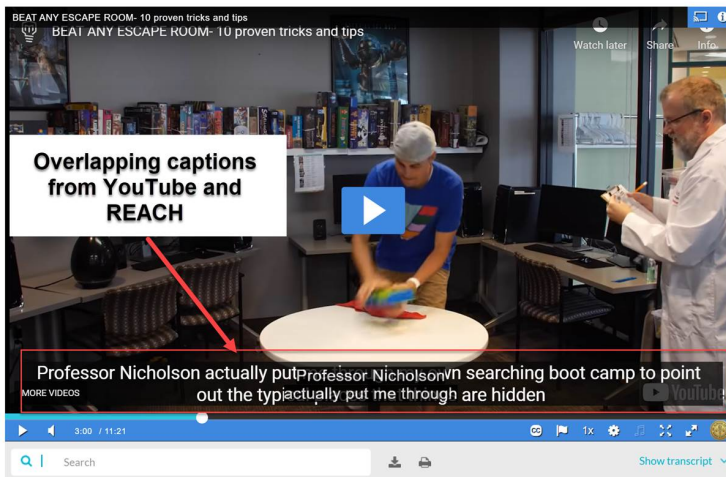 BEAT ANY ESCAPE ROOM- 10 proven tricks and tips
BEAT ANY ESCAPE ROOM- 10 proven tricks and tips
Watch later
Share
Info
Overlapping captions
from YouTube and
REACH
Professor Nicholson actually put wn searching boot camp to point
Professor Nicholson
out the typi are hidden
actually put me through
MORE VIDEOS
YouTube
3:00 / 11:21
CC
1x
Search
Show transcript